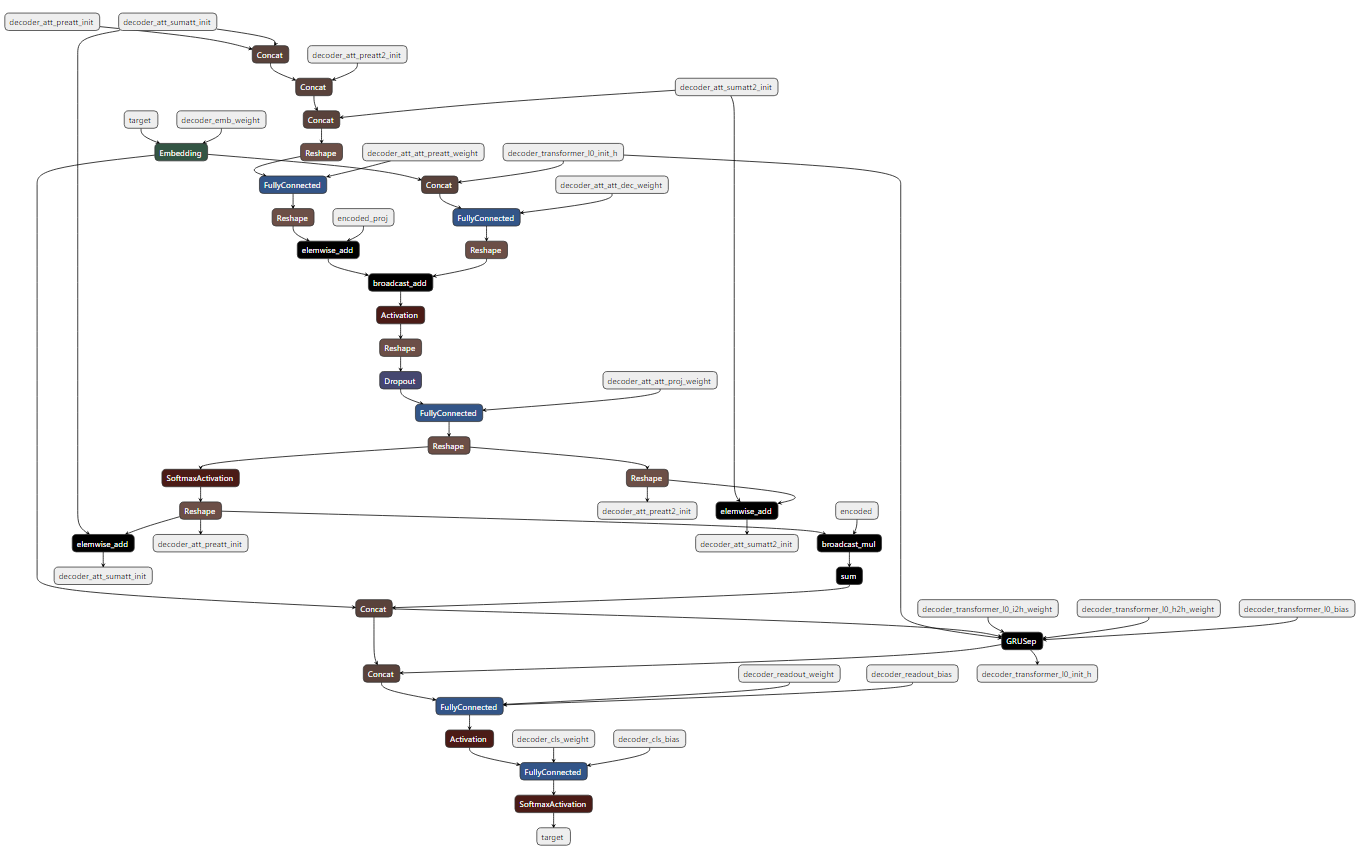 decoder_att_preatt_init
decoder_att_sumatt_init
Concat
decoder_att_preatt2_init
Concat
decoder_att_sumatt2_init
Concat
target
decoder_emb_weight
Embedding
Reshape
decoder_att_att_preatt_weight
decoder_transformer_l0_init_h
FullyConnected
Concat
decoder_att_att_dec_weight
Reshape
encoded_proj
FullyConnected
elemwise_add
Reshape
broadcast_add
Activation
Reshape
Dropout
decoder_att_att_proj_weight
FullyConnected
Reshape
SoftmaxActivation
Reshape
Reshape
decoder_att_preatt2_init
elemwise_add
encoded
elemwise_add
decoder_att_preatt_init
decoder_att_sumatt2_init
broadcast_mul
decoder_att_sumatt_init
sum
Concat
decoder_transformer_l0_i2h_weight
decoder_transformer_l0_h2h_weight
decoder_transformer_l0_bias
GRUSep
Concat
decoder_readout_weight
decoder_readout_bias
decoder_transformer_l0_init_h
FullyConnected
Activation
decoder_cls_weight
decoder_cls_bias
FullyConnected
SoftmaxActivation
target